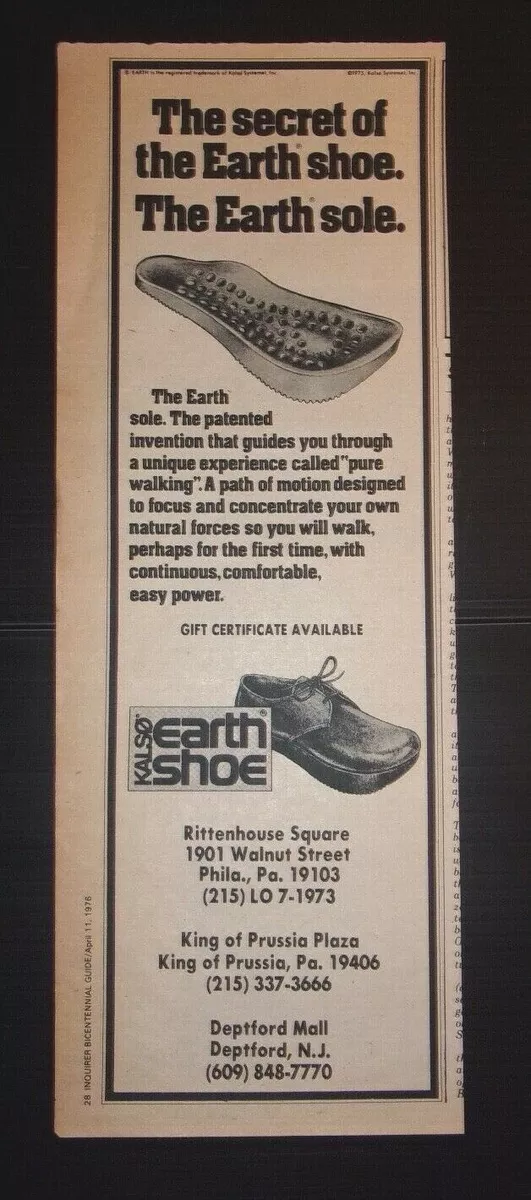 ® EARTH is the registered trademark of Kalsø Systemet, Inc.
©1975, Kalsø Systemet, Inc.
The secret of
the Earth® shoe.
The Earth® sole.
The Earth
sole. The patented
invention that guides you through
a unique experience called "pure
walking". A path of motion designed
to focus and concentrate your own
natural forces so you will walk,
perhaps for the first time, with
continuous, comfortable,
easy power.
GIFT CERTIFICATE AVAILABLE
KALSØ earth®
shoe
Rittenhouse Square
1901 Walnut Street
Phila., Pa. 19103
(215) LO 7-1973
King of Prussia Plaza
King of Prussia, Pa. 19406
(215) 337-3666
Deptford Mall
Deptford, N.J.
(609) 848-7770
28 INQUIRER BICENTENNIAL GUIDE/April 11, 1976